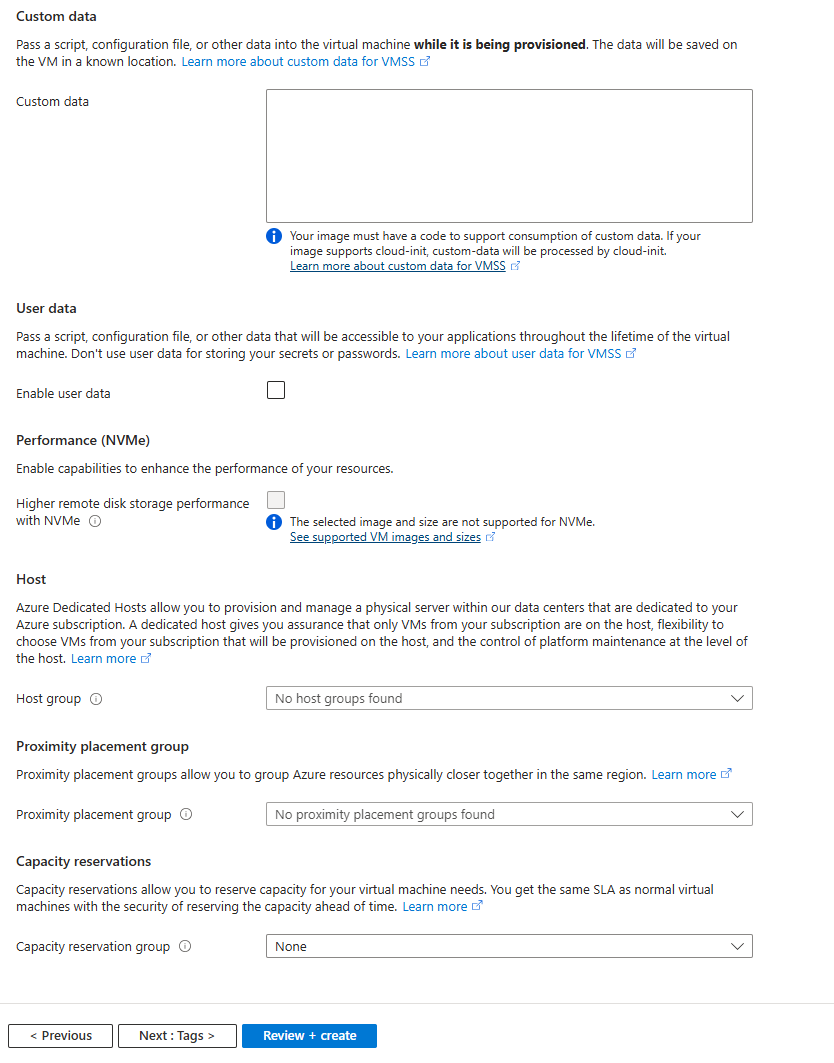 Custom data
Pass a script, configuration file, or other data into the virtual machine while it is being provisioned. The data will be saved on
the VM in a known location. Learn more about custom data for VMSS
Custom data
Your image must have a code to support consumption of custom data. If your
image supports cloud-init, custom-data will be processed by cloud-init.
Learn more about custom data for VMSS
User data
Pass a script, configuration file, or other data that will be accessible to your applications throughout the lifetime of the virtual
machine. Don't use user data for storing your secrets or passwords. Learn more about user data for VMSS
Enable user data
Performance (NVMe)
Enable capabilities to enhance the performance of your resources.
Higher remote disk storage performance
with NVMe
The selected image and size are not supported for NVMe.
See supported VM images and sizes
Host
Azure Dedicated Hosts allow you to provision and manage a physical server within our data centers that are dedicated to your
Azure subscription. A dedicated host gives you assurance that only VMs from your subscription are on the host, flexibility to
choose VMs from your subscription that will be provisioned on the host, and the control of platform maintenance at the level of
the host. Learn more
Host group
No host groups found
Proximity placement group
Proximity placement groups allow you to group Azure resources physically closer together in the same region. Learn more
Proximity placement group
No proximity placement groups found
Capacity reservations
Capacity reservations allow you to reserve capacity for your virtual machine needs. You get the same SLA as normal virtual
machines with the security of reserving the capacity ahead of time. Learn more
Capacity reservation group
None
< Previous
Next : Tags >
Review + create